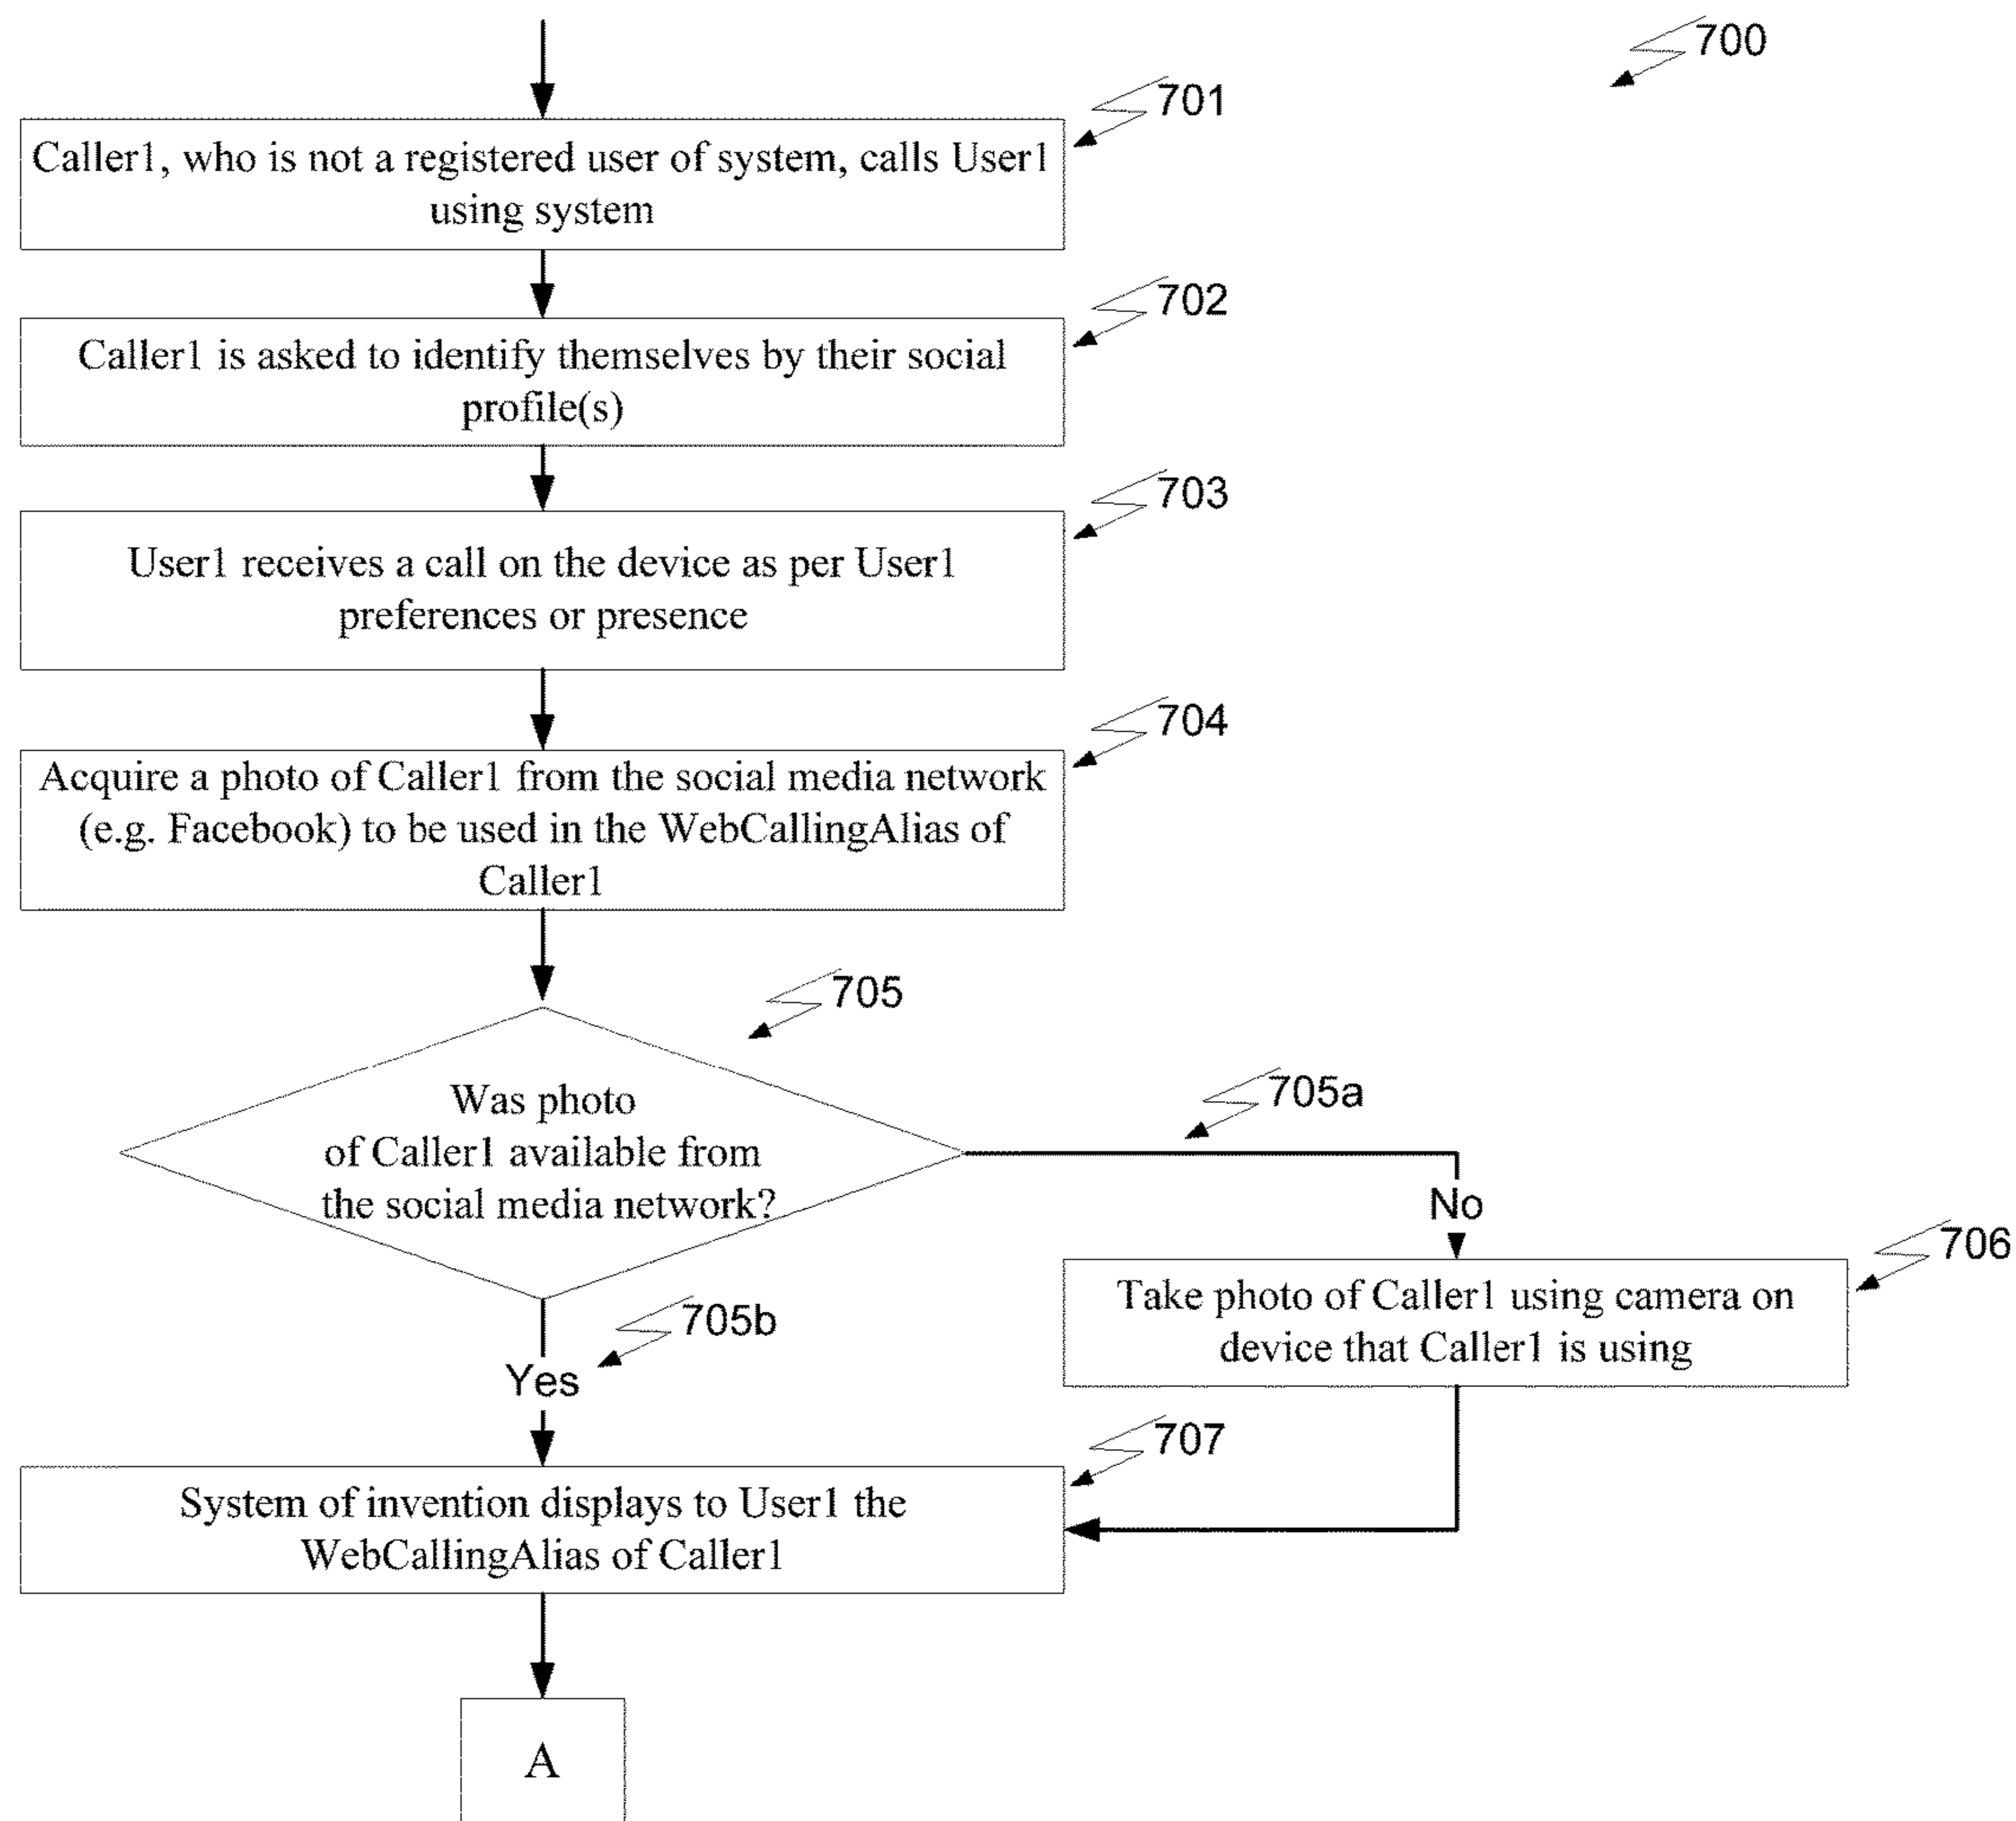 700
701
Caller1, who is not a registered user of system, calls User1
using system
702
Caller1 is asked to identify themselves by their social
profile(s)
703
User1 receives a call on the device as per User1
preferences or presence
704
Acquire a photo of Caller1 from the social media network
(e.g. Facebook) to be used in the WebCallingAlias of
Caller1
705
Was photo
of Caller1 available from
the social media network?
705a
No
706
Take photo of Caller1 using camera on
device that Caller1 is using
705b
Yes
707
System of invention displays to User1 the
WebCallingAlias of Caller1
A